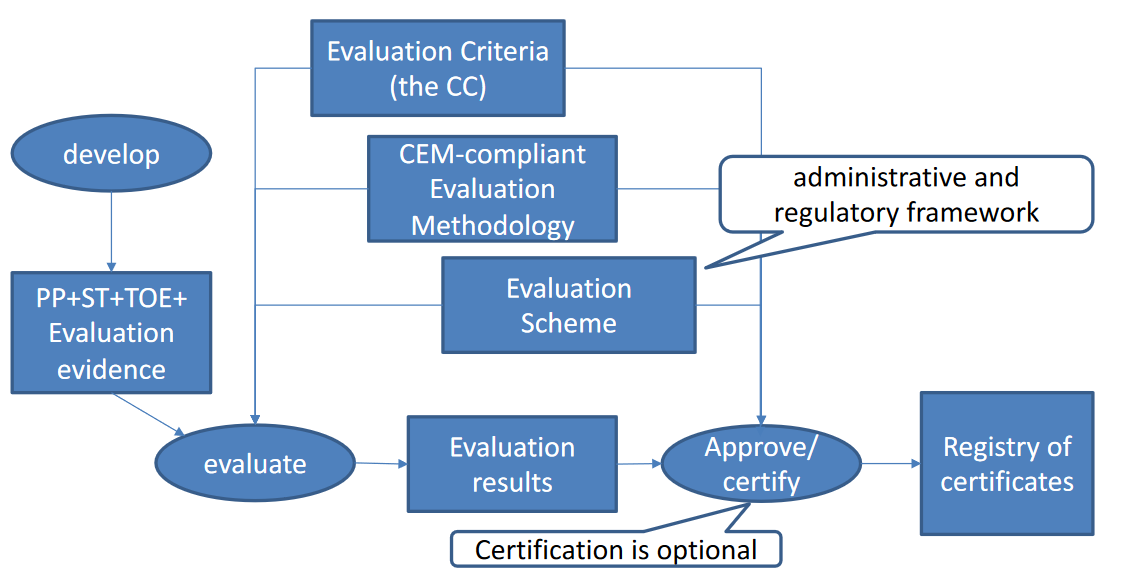 Evaluation Criteria
(the CC)
develop
CEM-compliant
Evaluation
Methodology
administrative and
regulatory framework
PP+ST+TOE+
Evaluation
evidence
Evaluation
Scheme
evaluate
Evaluation
results
Approve/
certify
Registry of
certificates
Certification is optional